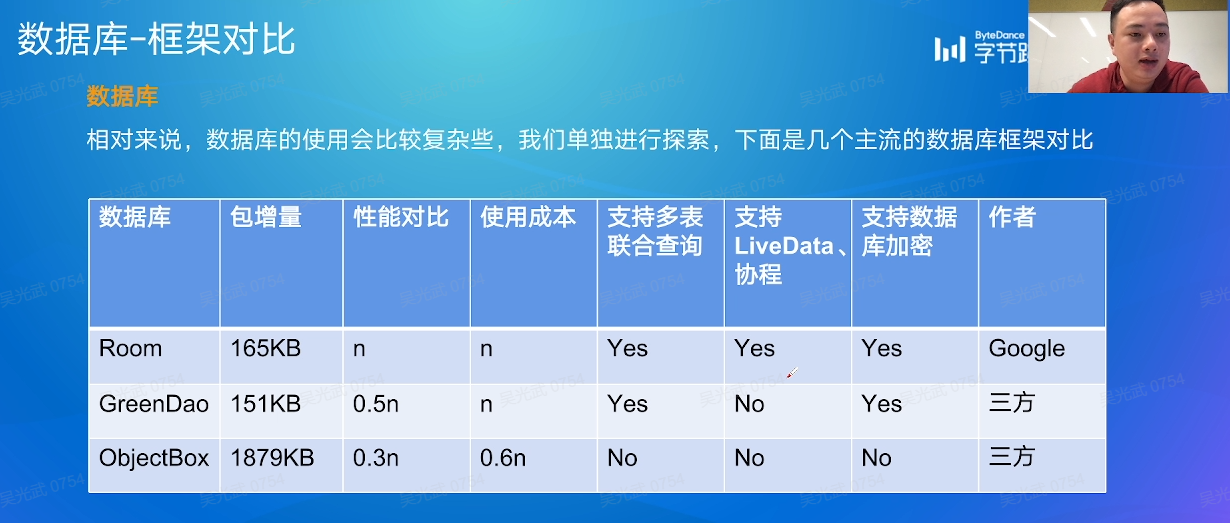 数据库-框架对比
ByteDance
字节跳
数据库
相对来说，数据库的使用会比较复杂些，我们单独进行探索，下面是几个主流的数据库框架对比
数据库 包增量 性能对比 使用成本 支持多表联合查询 支持LiveData、协程 支持数据库加密 作者
Room 165KB n n Yes Yes Yes Google
GreenDao 151KB 0.5n n Yes No Yes 三方
ObjectBox 1879KB 0.3n 0.6n No No No 三方
吴光武 0754